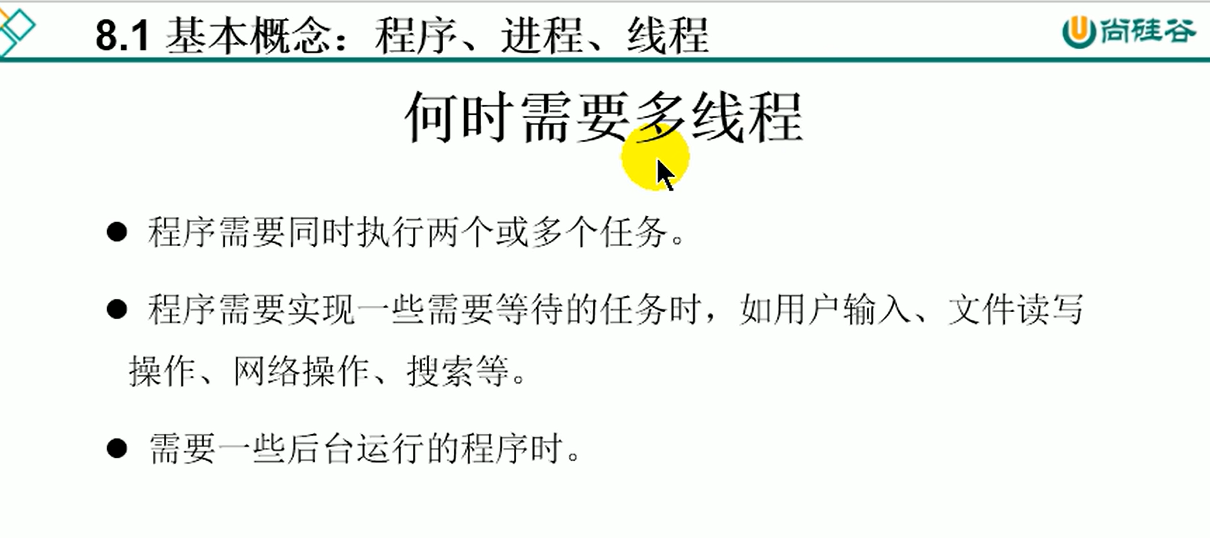 8.1 基本概念：程序、进程、线程
尚硅谷
何时需要多线程
● 程序需要同时执行两个或多个任务。
● 程序需要实现一些需要等待的任务时，如用户输入、文件读写
操作、网络操作、搜索等。
● 需要一些后台运行的程序时。